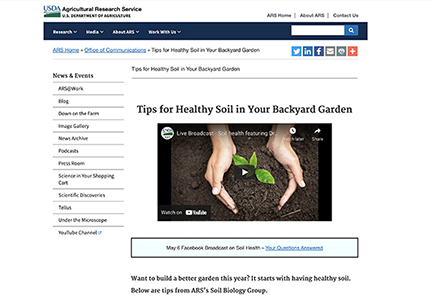 USDA Agricultural Research Service
U.S. DEPARTMENT OF AGRICULTURE
ARS Home | About ARS | Contact Us
Research Media About ARS Work With Us
ARS Home » Office of Communications » Tips for Healthy Soil in Your Backyard Garden
News & Events
ARS@Work
Blog
Down on the Farm
Image Gallery
News Archive
Podcasts
Press Room
Science in Your Shopping
Cart
Scientific Discoveries
Tellus
Under the Microscope
YouTube Channel
Tips for Healthy Soil in Your Backyard Garden
Tips for Healthy Soil in Your Backyard Garden
Live Broadcast - Soil health featuring Dr...
Watch later Share
Watch on YouTube
May 6 Facebook Broadcast on Soil Health – Your Questions Answered
Want to build a better garden this year? It starts with having healthy soil.
Below are tips from ARS's Soil Biology Group.